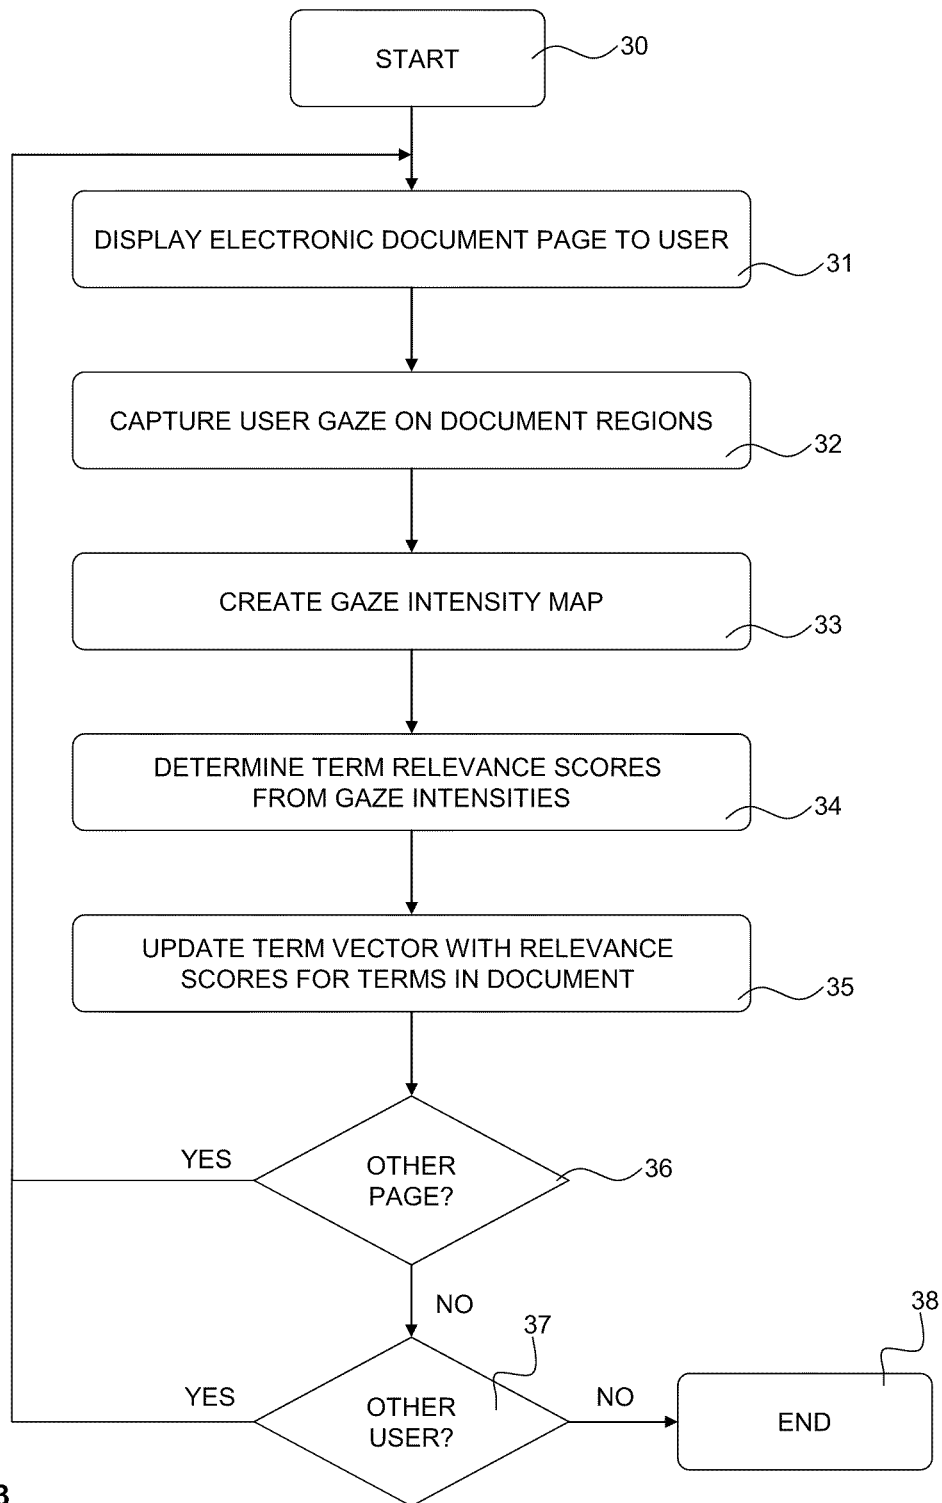 START
30
DISPLAY ELECTRONIC DOCUMENT PAGE TO USER
31
CAPTURE USER GAZE ON DOCUMENT REGIONS
32
CREATE GAZE INTENSITY MAP
33
DETERMINE TERM RELEVANCE SCORES
FROM GAZE INTENSITIES
34
UPDATE TERM VECTOR WITH RELEVANCE
SCORES FOR TERMS IN DOCUMENT
35
YES
OTHER
PAGE?
36
NO
37
38
YES
OTHER
USER?
NO
END